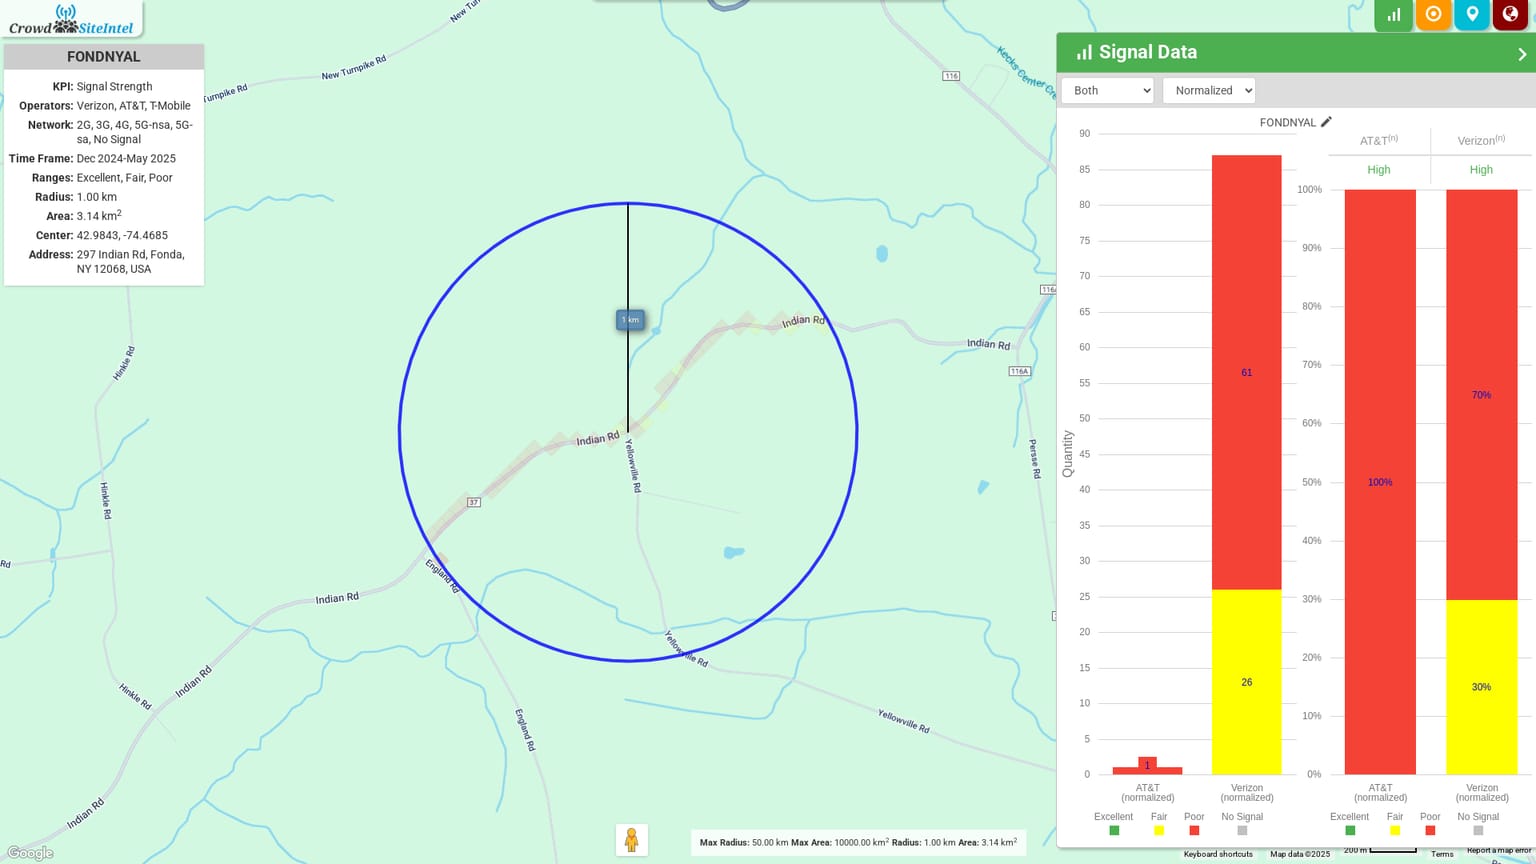 Crowd SiteIntel
FONDNYAL
KPI: Signal Strength
Operators: Verizon, AT&T, T-Mobile
Network: 2G, 3G, 4G, 5G-nsa, 5G-
sa, No Signal
Time Frame: Dec 2024-May 2025
Ranges: Excellent, Fair, Poor
Radius: 1.00 km
Area: 3.14 km2
Center: 42.9843, -74.4685
Address: 297 Indian Rd, Fonda,
NY 12068, USA
New Tur
New Turnpike Rd
Turnpike Rd
116
Kecks Center Cre
Hinkle Rd
1 km
Indian Rd
Indian Rd
116A
116A
Indian Rd
Yellowville Rd
Persse Rd
37
Hinkle Rd
Rd
England Rd
Indian Rd
Yellowville Rd
Indian Rd
Hinkle Rd
England Rd
Yellowville Rd
Indian Rd
Google
Max Radius: 50.00 km Max Area: 10000.00 km2 Radius: 1.00 km Area: 3.14 km2
Signal Data
Both
Normalized
FONDNYAL
Quantity
90
85
80
75
70
65
60
55
50
45
40
35
30
25
20
15
10
5
0
61
26
1
AT&T
(normalized)
Verizon
(normalized)
Excellent Fair Poor No Signal
AT&T(n) Verizon(n)
High High
100%
90%
80%
70%
60%
50%
40%
30%
20%
10%
0%
100%
70%
30%
AT&T
(normalized)
Verizon
(normalized)
Excellent Fair Poor No Signal
Keyboard shortcuts Map data ©2025 200 m Terms Report a map error